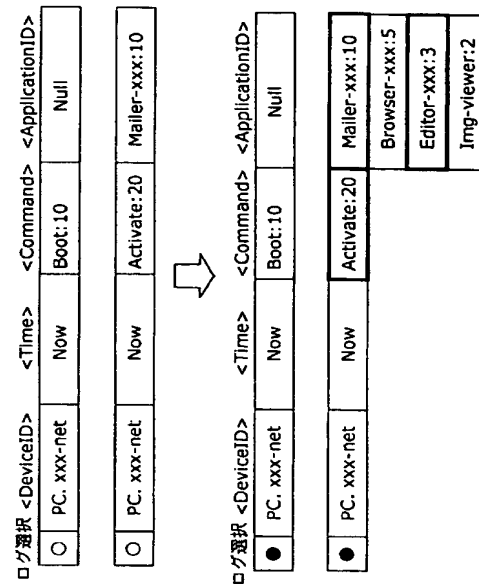 ログ選択 <DeviceID> <Time> <Command> <ApplicationID>
○ PC. xxx-net Now Boot:10 Null
○ PC. xxx-net Now Activate:20 Mailer-xxx:10
ログ選択 <DeviceID> <Time> <Command> <ApplicationID>
● PC. xxx-net Now Boot:10 Null
● PC. xxx-net Now Activate:20 Mailer-xxx:10
Browser-xxx:5
Editor-xxx:3
Img-viewer:2